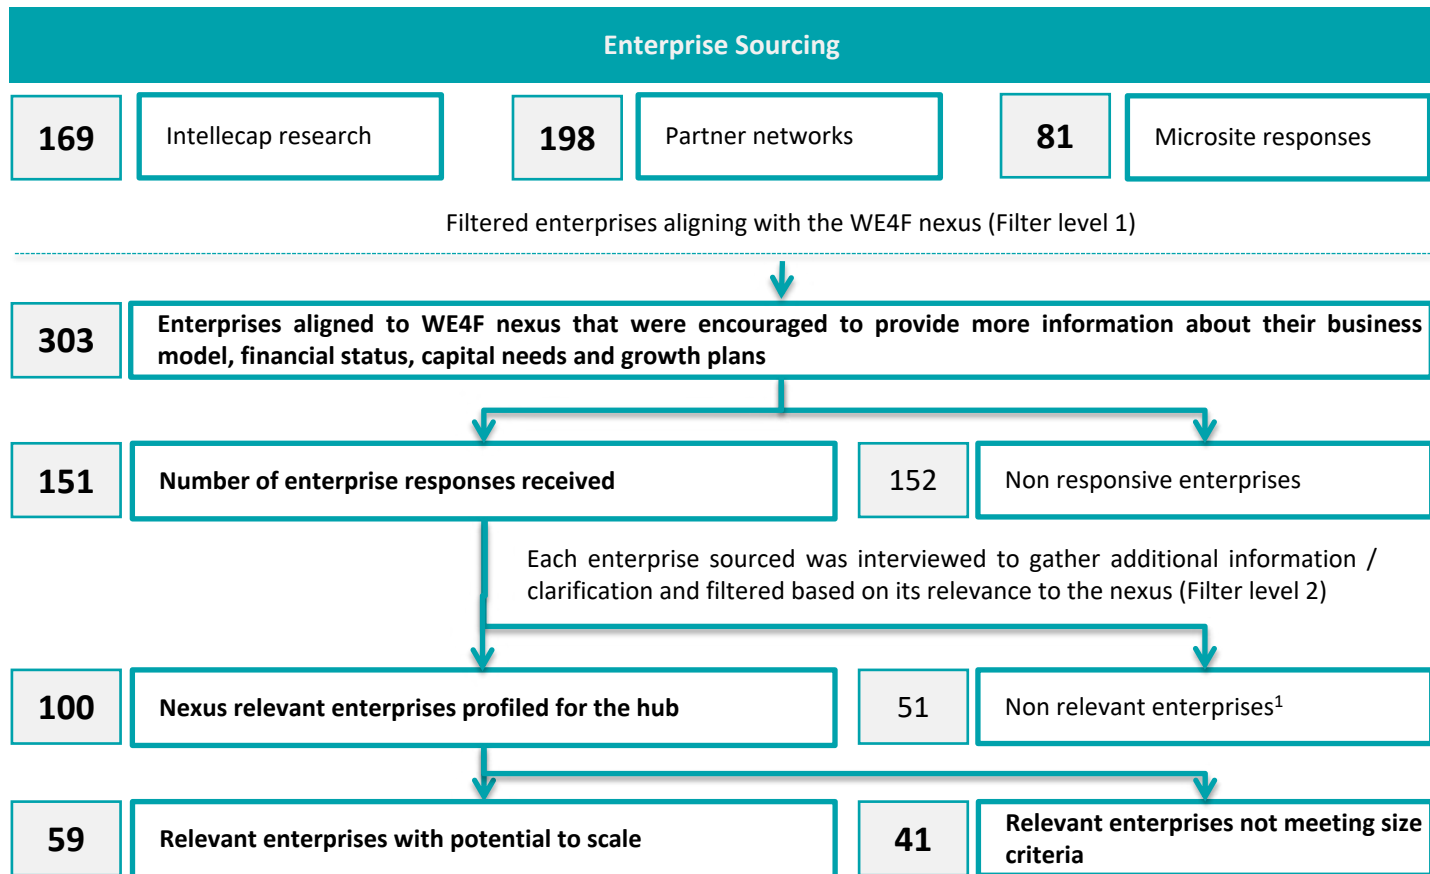 Enterprise Sourcing
169
Intellecap research
198
Partner networks
81
Microsite responses
Filtered enterprises aligning with the WE4F nexus (Filter level 1)
303
Enterprises aligned to WE4F nexus that were encouraged to provide more information about their business
model, financial status, capital needs and growth plans
151
Number of enterprise responses received
152
Non responsive enterprises
Each enterprise sourced was interviewed to gather additional information /
clarification and filtered based on its relevance to the nexus (Filter level 2)
100
Nexus relevant enterprises profiled for the hub
51
Non relevant enterprises¹
59
Relevant enterprises with potential to scale
41
Relevant enterprises not meeting size
criteria